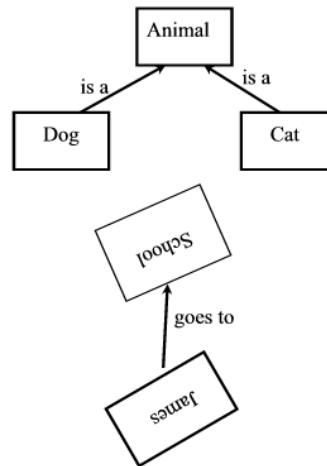 Animal
is a
is a
Dog
Cat
School
goes to
James